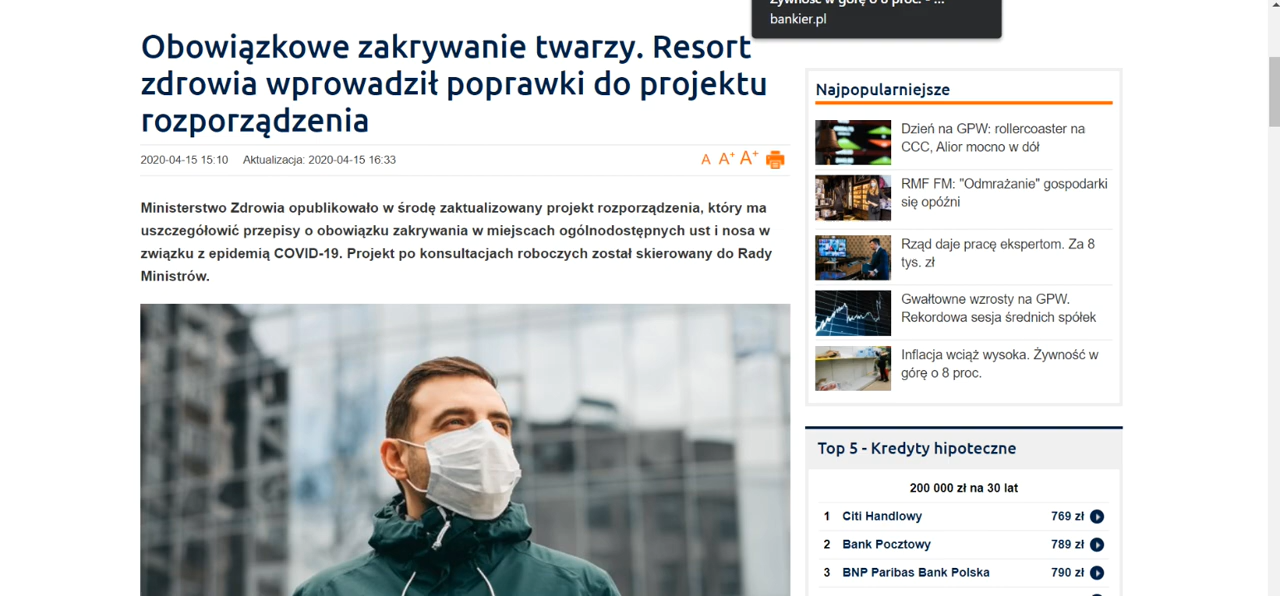 Żywność w górę o 8 proc. - ...
bankier.pl
Obowiązkowe zakrywanie twarzy. Resort
zdrowia wprowadził poprawki do projektu
rozporządzenia
2020-04-15 15:10 Aktualizacja: 2020-04-15 16:33
A A+ A+
Ministerstwo Zdrowia opublikowało w środę zaktualizowany projekt rozporządzenia, który ma
uszczegółowić przepisy o obowiązku zakrywania w miejscach ogólnodostępnych ust i nosa w
związku z epidemią COVID-19. Projekt po konsultacjach roboczych został skierowany do Rady
Ministrów.
Najpopularniejsze
Dzień na GPW: rollercoaster na
CCC, Alior mocno w dół
RMF FM: "Odmrażanie" gospodarki
się opóźni
Rząd daje pracę ekspertom. Za 8
tys. zł
Gwałtowne wzrosty na GPW.
Rekordowa sesja średnich spółek
Inflacja wciąż wysoka. Żywność w
górę o 8 proc.
Top 5 - Kredyty hipoteczne
200 000 zł na 30 lat
1 Citi Handlowy 769 zł
2 Bank Pocztowy 789 zł
3 BNP Paribas Bank Polska 790 zł